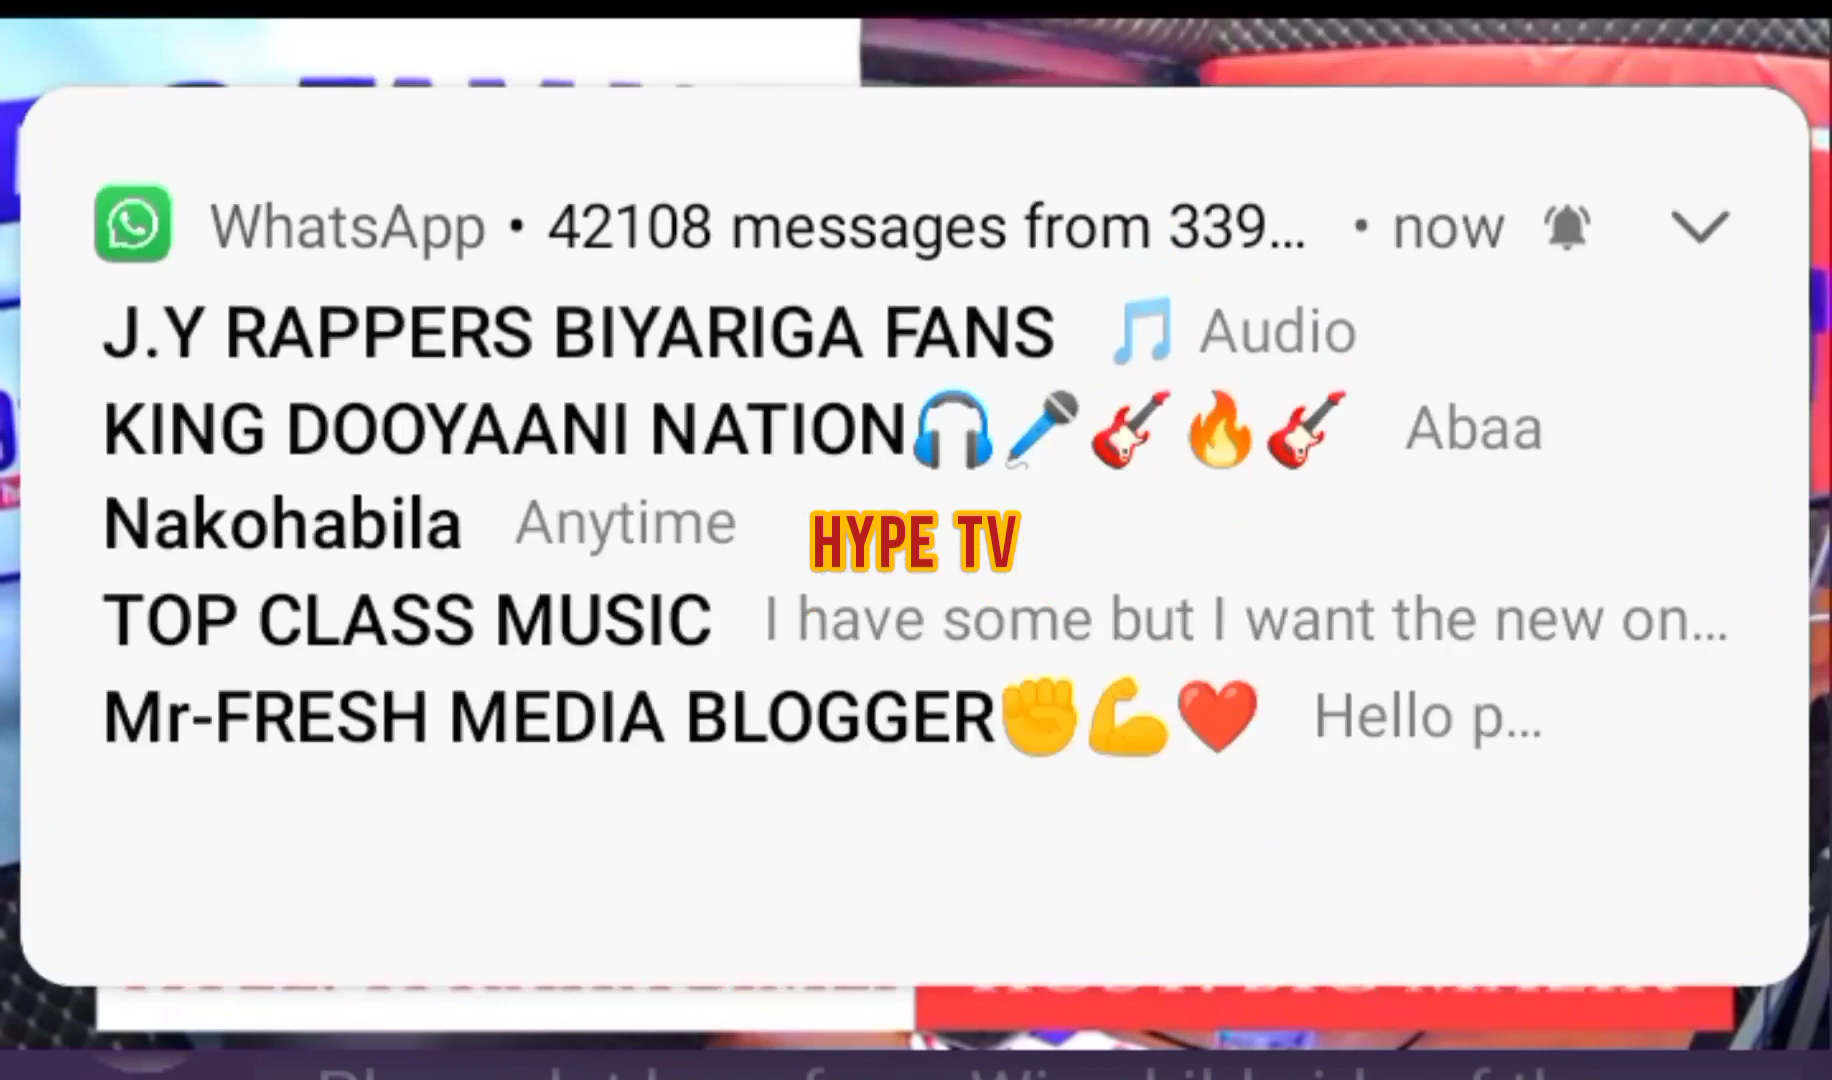 WhatsApp • 42108 messages from 339... • now
J.Y RAPPERS BIYARIGA FANS 🎵 Audio
KING DOOYAANI NATION🎧🎤🎸🔥🎸 Abaa
Nakohabila Anytime
HYPE TV
TOP CLASS MUSIC I have some but I want the new on...
Mr-FRESH MEDIA BLOGGER✊💪❤️ Hello p...